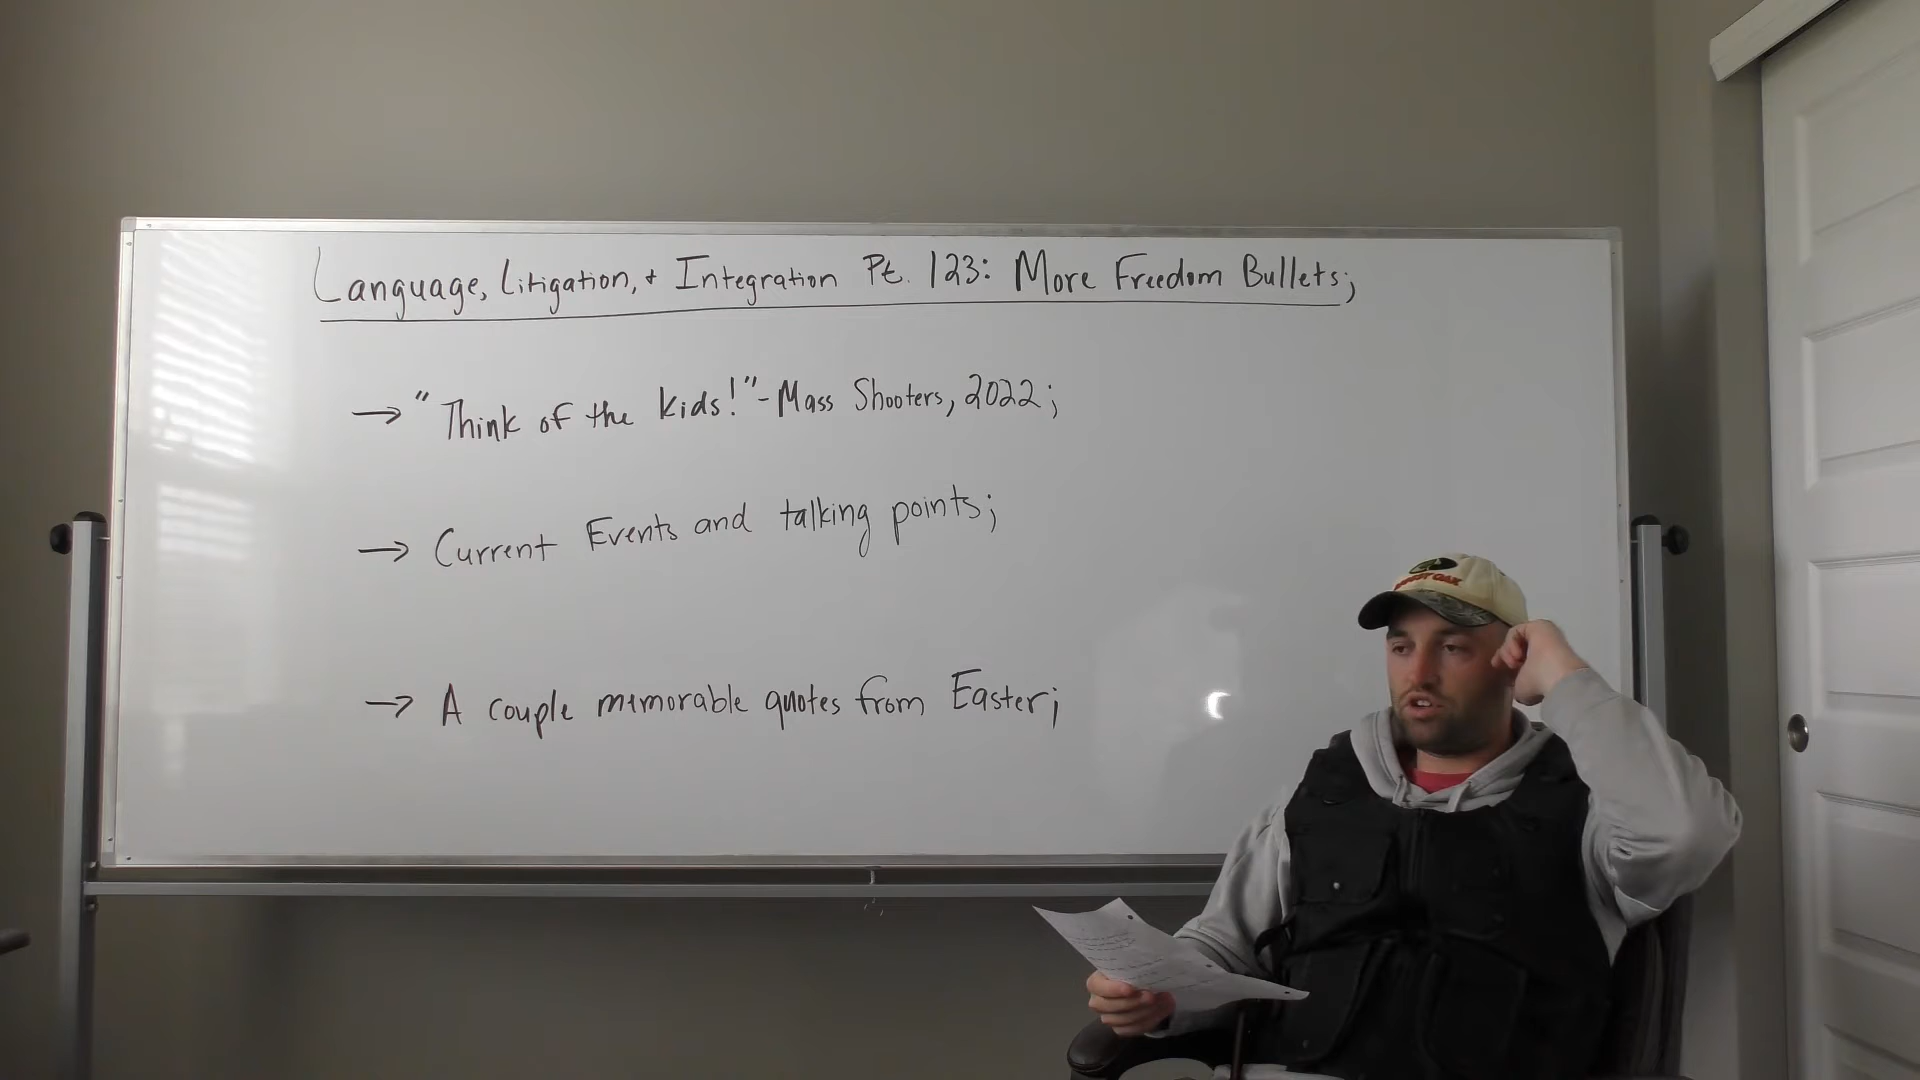 Language, Litigation, + Integration Pt. 123: More Freedom Bullets;
→ "Think of the kids!" - Mass Shooters, 2022;
→ Current Events and talking points;
→ A couple memorable quotes from Easter;
OAK